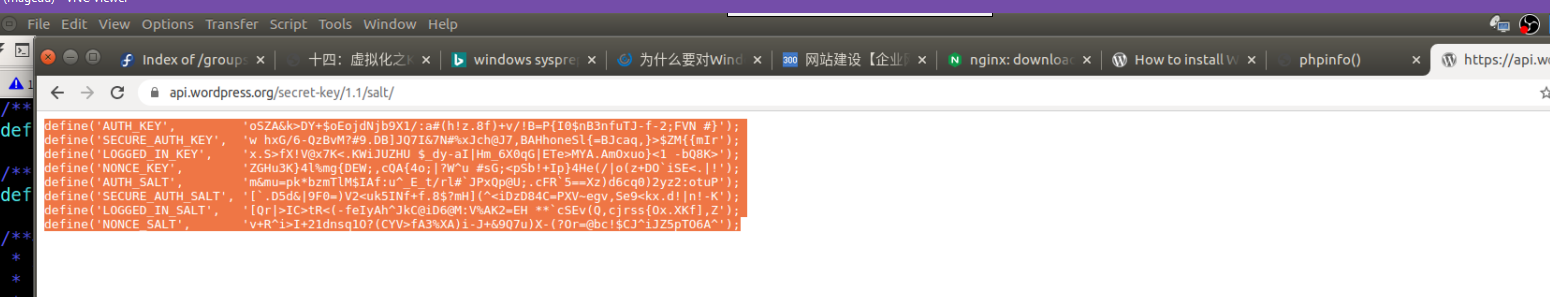 (magedu) - VNC Viewer
File Edit View Options Transfer Script Tools Window Help
Index of /groups × 十四：虚拟化之K × windows syspre × 为什么要对Wind × 网站建设【企业 × nginx: download × How to install W × phpinfo() × https://api.wo
api.wordpress.org/secret-key/1.1/salt/
define('AUTH_KEY',         'oSZA&k>DY+$oEojdNjb9X1/:a#(h!z.8f)+v/!B=P{I0$nB3nfuTJ-f-2;FVN #}');
define('SECURE_AUTH_KEY',  'w hxG/6-QzBvM?#9.DB]JQ7I&7N#%xJch@J7,BAHhoneSl{=BJcaq,}>$ZM{{mIr');
define('LOGGED_IN_KEY',    'x.S>fX!V@x7K<.KWiJUZHU $_dy-aI|Hm_6X0qG|ETe>MYA.AmOxuo}<1 -bQ8K>');
define('NONCE_KEY',        'ZGHu3K}4l%mg{DEW;,cQA{4o;|?W^u #sG;<pSb!+Ip}4He(/|o(z+DO`iSE<.|!');
define('AUTH_SALT',        'm&mu=pk*bzmTlM$IAf:u^_E_t/rl#`JPxQp@U;.cFR`5==Xz)d6cq0)2yz2:otuP');
define('SECURE_AUTH_SALT', '[`.D5d&|9F0=)V2<uk5INf+f.8$?mH](^<iDzD84C=PXV~egv,Se9<kx.d!|n!-K');
define('LOGGED_IN_SALT',   '[Qr|>IC>tR<(-feIyAh^JkC@iD6@M:V%AK2=EH **`cSEv(Q,cjrss{Ox.XKf],Z');
define('NONCE_SALT',       'v+R^i>I+21dnsq1O?(CYV>fA3%XA)i-J+&9Q7u)X-(?Or=@bc!$CJ^iJZ5pTO6A^');
/**
def
/**
def
/**
*
*